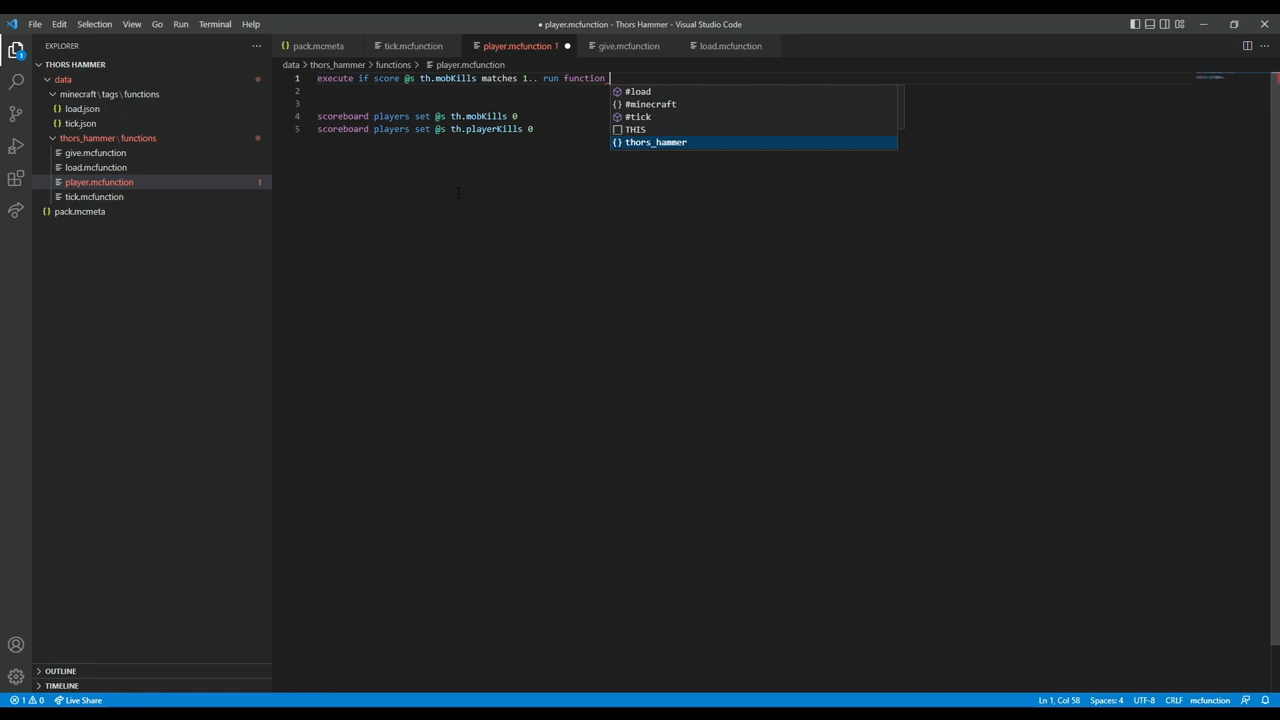 File Edit Selection View Go Run Terminal Help
● player.mcfunction - Thors Hammer - Visual Studio Code
EXPLORER
THORS HAMMER
data
minecraft\tags\functions
load.json
tick.json
thors_hammer\functions
give.mcfunction
load.mcfunction
player.mcfunction 1
tick.mcfunction
pack.mcmeta
OUTLINE
TIMELINE
pack.mcmeta tick.mcfunction player.mcfunction 1 ● give.mcfunction load.mcfunction
data > thors_hammer > functions > player.mcfunction
1 execute if score @s th.mobKills matches 1.. run function
2
3
4 scoreboard players set @s th.mobKills 0
5 scoreboard players set @s th.playerKills 0
#load
{} #minecraft
#tick
THIS
{} thors_hammer
1 0 Live Share Ln 1, Col 58 Spaces: 4 UTF-8 CRLF mcfunction